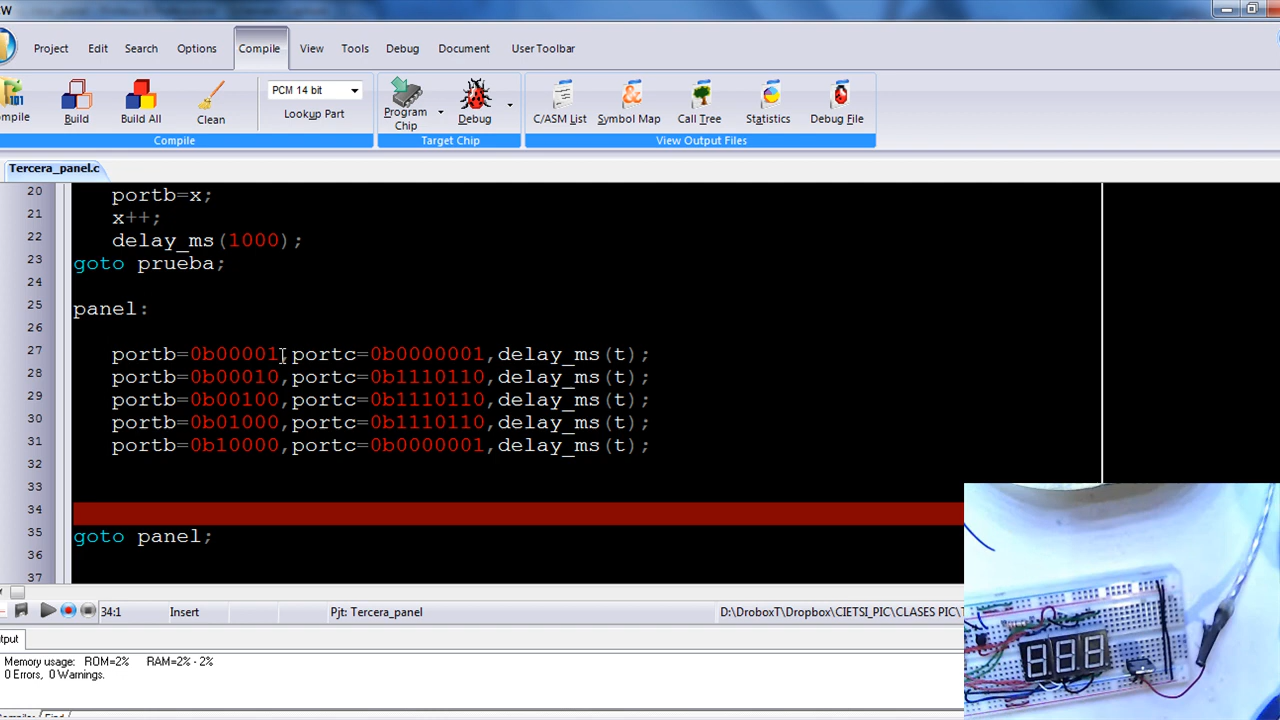 W
Project Edit Search Options Compile View Tools Debug Document User Toolbar
101
PCM 14 bit
mpile Build Build All Clean Lookup Part Program Chip Debug C/ASM List Symbol Map Call Tree Statistics Debug File
Compile Target Chip View Output Files
Tercera_panel.c
20 portb=x;
21 x++;
22 delay_ms(1000);
23 goto prueba;
24
25 panel:
26
27 portb=0b00001,portc=0b0000001,delay_ms(t);
28 portb=0b00010,portc=0b1110110,delay_ms(t);
29 portb=0b00100,portc=0b1110110,delay_ms(t);
30 portb=0b01000,portc=0b1110110,delay_ms(t);
31 portb=0b10000,portc=0b0000001,delay_ms(t);
32
33
34
35 goto panel;
36
37
34:1 Insert Pjt: Tercera_panel D:\DroboxT\Dropbox\CIETSI_PIC\CLASES PIC\T
utput
Memory usage: ROM=2% RAM=2% - 2%
0 Errors, 0 Warnings.
Find